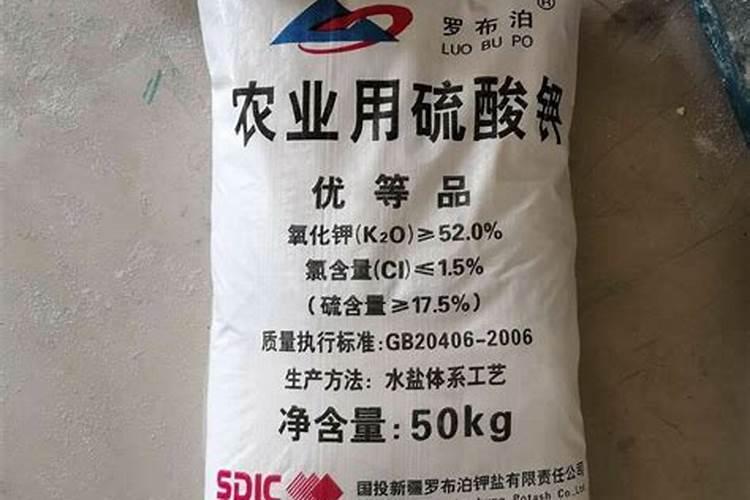 罗布泊®
LUO BU PO
农业用硫酸钾
优等品
氧化钾(K₂O)≥52.0%
氯含量(Cl)≤1.5%
(硫含量≥17.5%)
质量执行标准:GB20406-2006
生产方法:水盐体系工艺
净含量:50kg
SDIC
国投新疆罗布泊钾盐有限责任公司
Potash Co.,Ltd